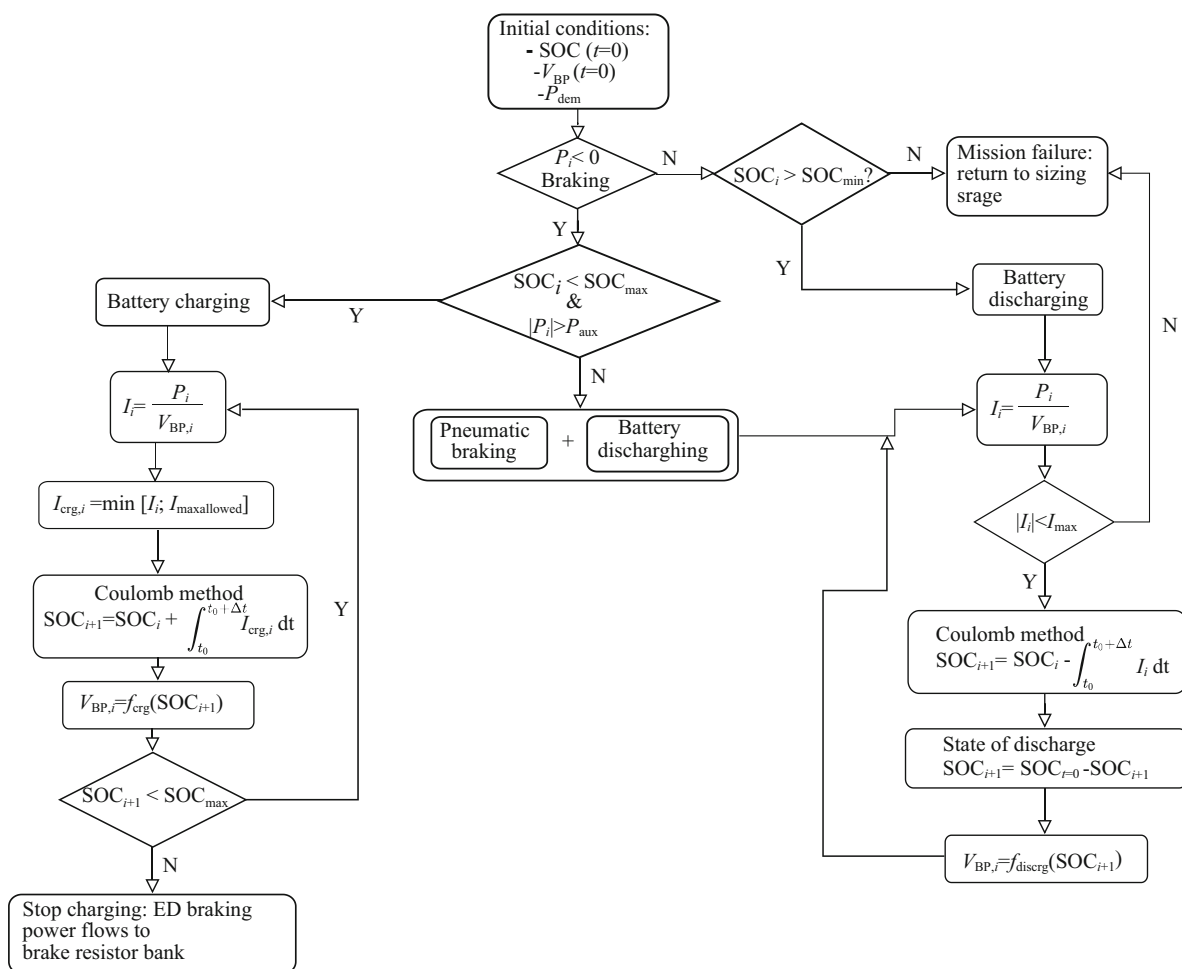 Initial conditions:
- SOC (t=0)
-V_BP (t=0)
-P_dem
P_i< 0
Braking
N
SOC_i > SOC_min?
N
Mission failure:
return to sizing
srage
Y
Y
SOC_i < SOC_max
&
|P_i|>P_aux
Y
Battery charging
Battery
discharging
N
N
I_i= P_i / V_BP,i
Pneumatic
braking
+
Battery
discharghing
I_i= P_i / V_BP,i
I_crg,i =min [I_i; I_maxallowed]
|I_i|<I_max
Y
Coulomb method
SOC_i+1=SOC_i + ∫_t0^t0+Δt I_crg,i dt
Y
Coulomb method
SOC_i+1= SOC_i - ∫_t0^t0+Δt I_i dt
V_BP,i=f_crg(SOC_i+1)
State of discharge
SOC_i+1= SOC_t=0 -SOC_i+1
SOC_i+1 < SOC_max
V_BP,i=f_discrg(SOC_i+1)
N
Stop charging: ED braking
power flows to
brake resistor bank